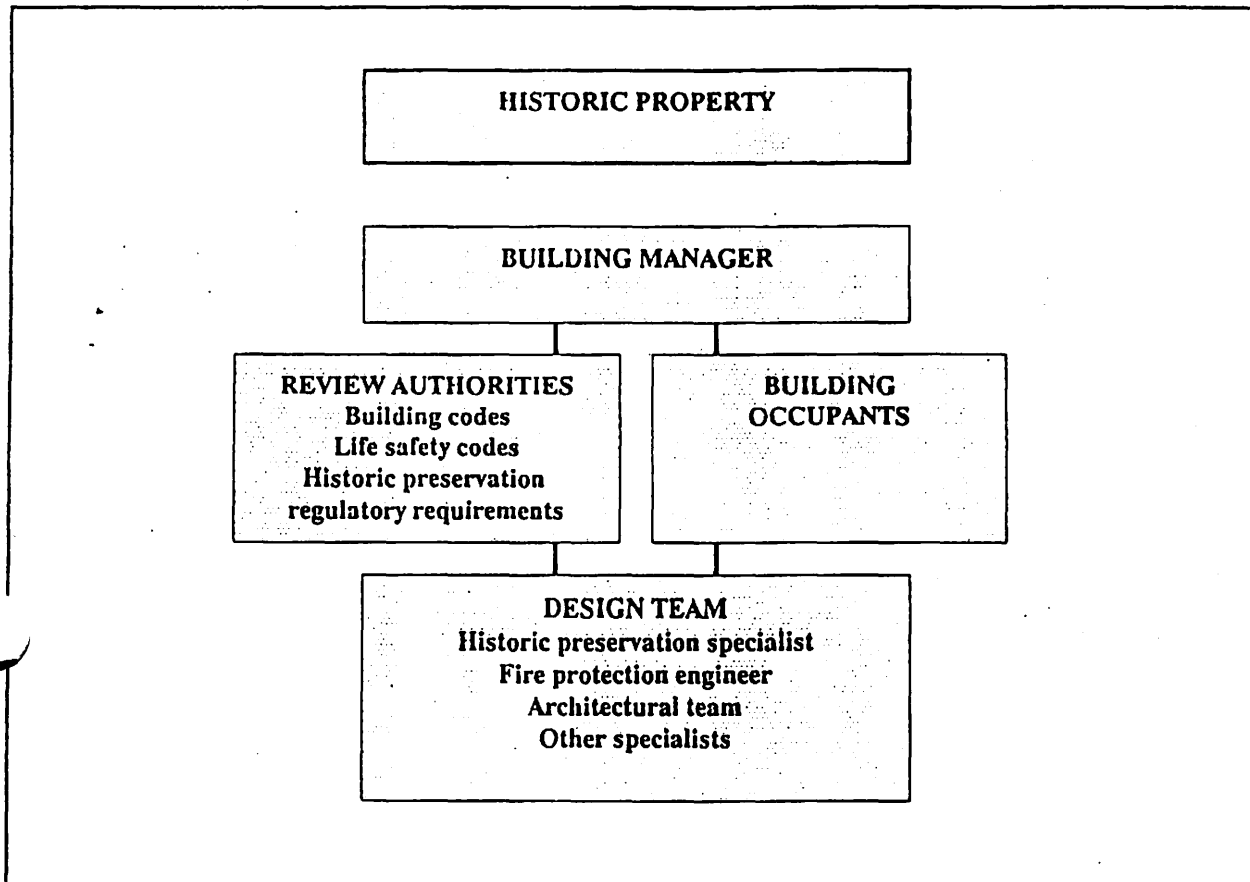 HISTORIC PROPERTY
BUILDING MANAGER
REVIEW AUTHORITIES
Building codes
Life safety codes
Historic preservation
regulatory requirements
BUILDING
OCCUPANTS
DESIGN TEAM
Historic preservation specialist
Fire protection engineer
Architectural team
Other specialists